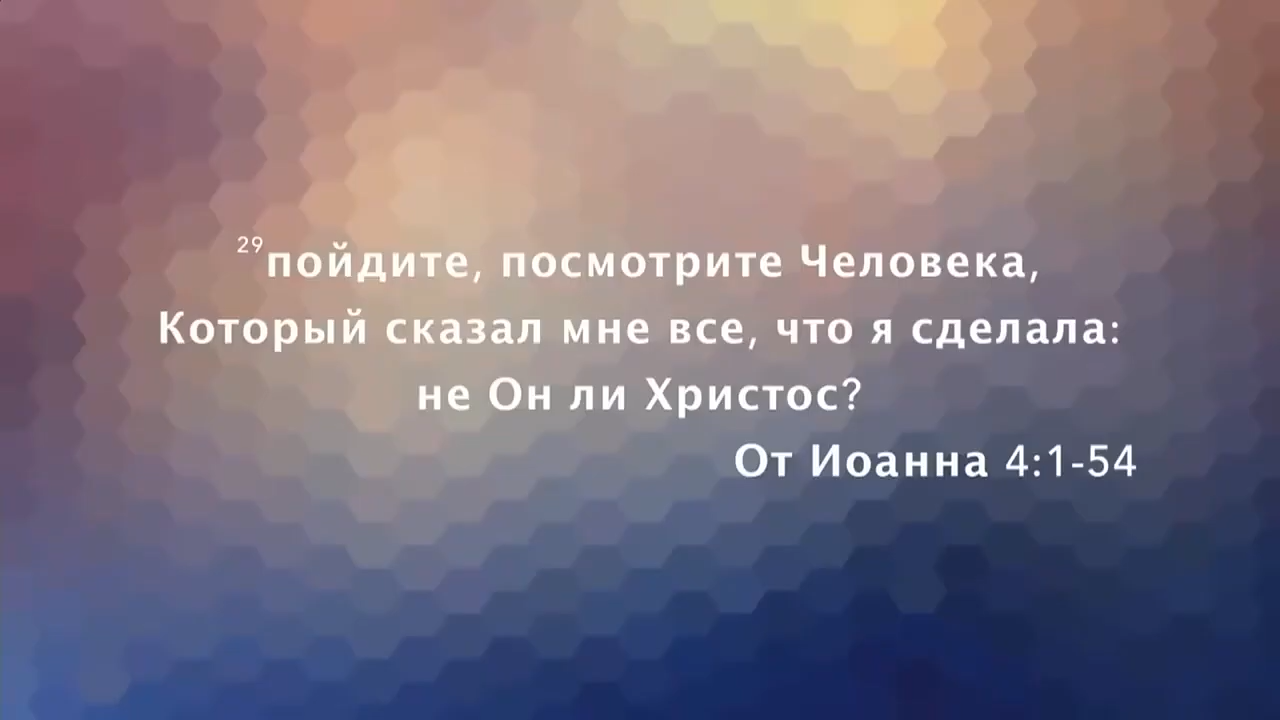 29пойдите, посмотрите Человека,
Который сказал мне все, что я сделала:
не Он ли Христос?
От Иоанна 4:1-54